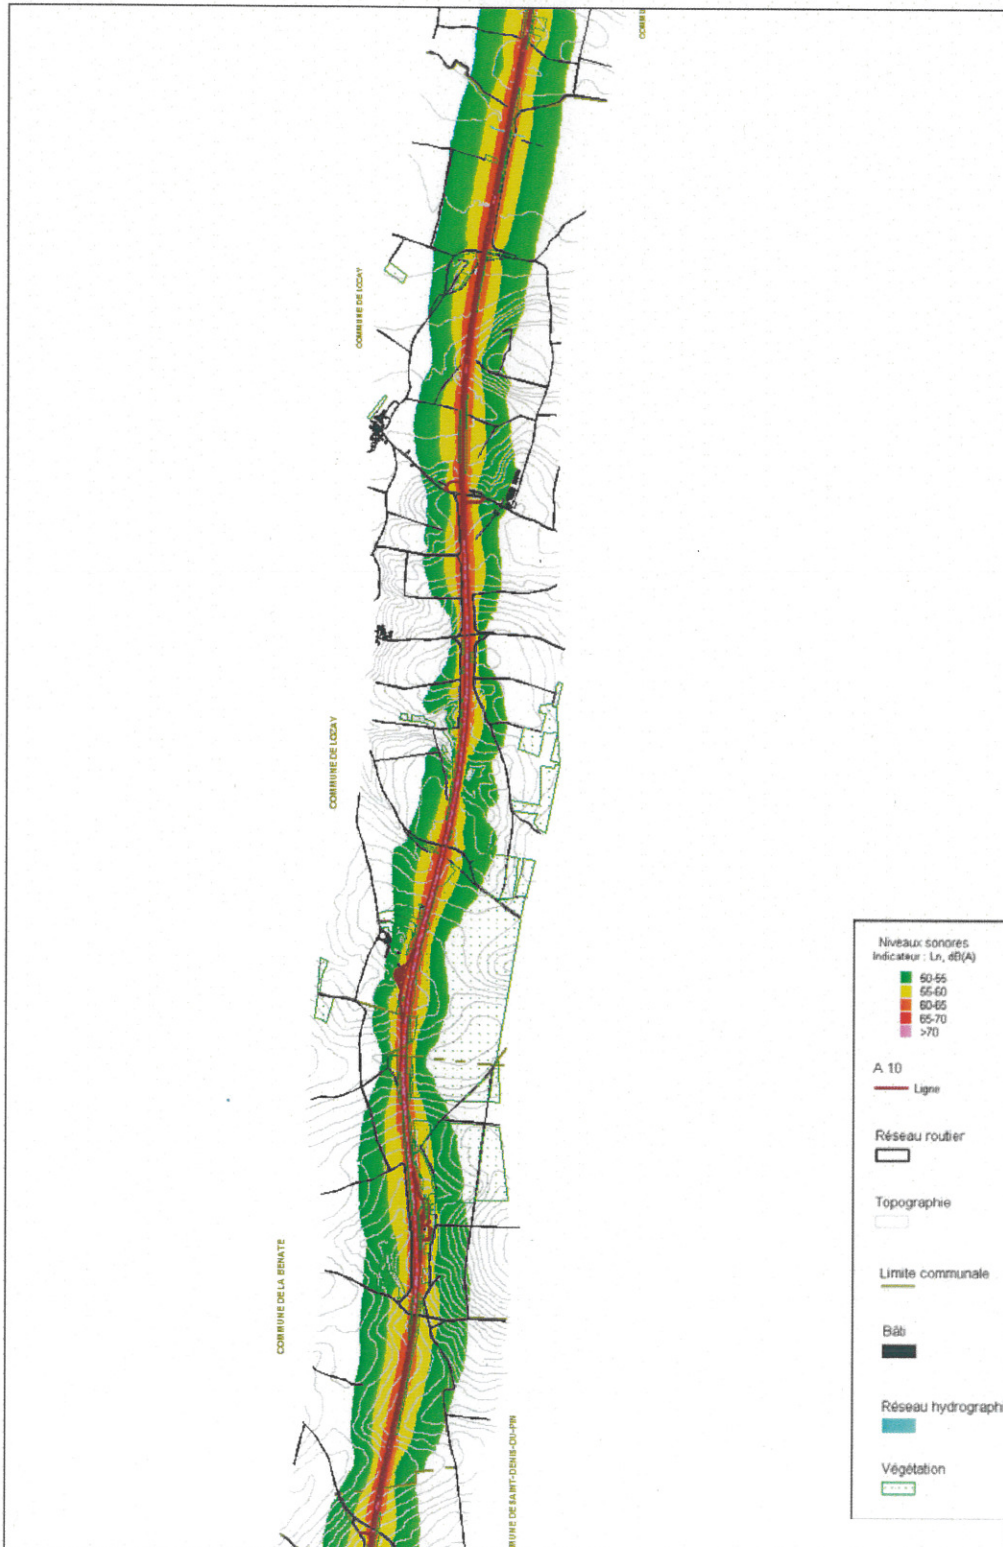 COMMUNE DE LOZAY
COMMUNE DE LOZAY
COMMUNE DE LA BENATE
MUNE DE SAINT-DENIS-DU-PIN
Niveaux sonores
Indicateur : Ln, dB(A)
50-55
55-60
60-65
65-70
>70
A 10
Ligne
Réseau routier
Topographie
Limite communale
Bâti
Réseau hydrographi
Végétation